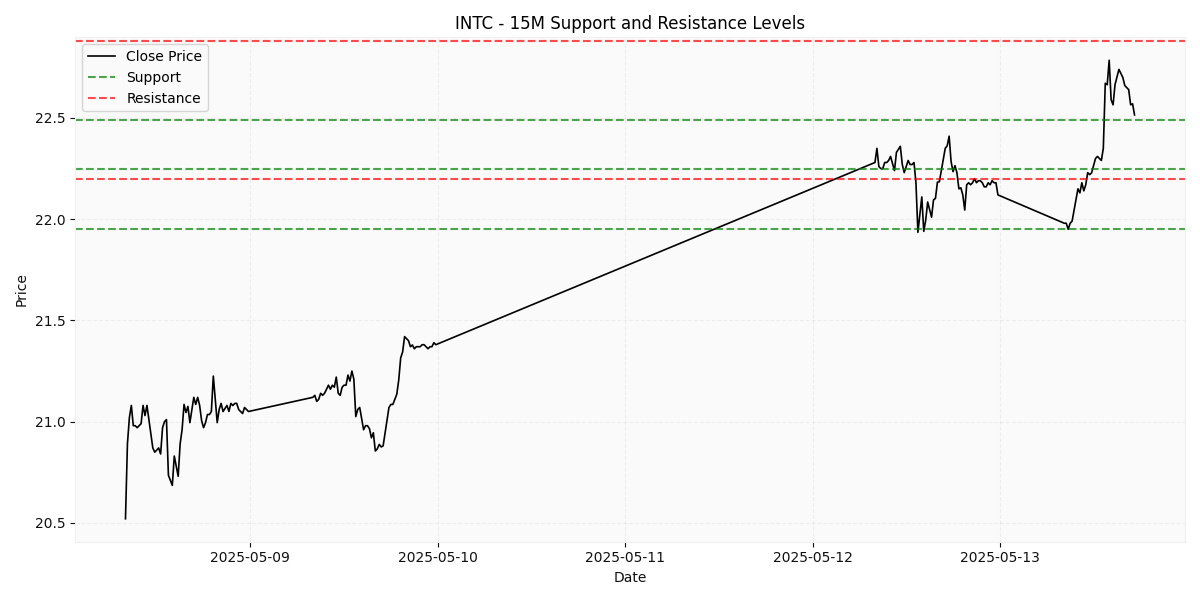 INTC - 15M Support and Resistance Levels
Close Price
Support
Resistance
22.5
22.0
21.5
21.0
20.5
Price
2025-05-09
2025-05-10
2025-05-11
2025-05-12
2025-05-13
Date